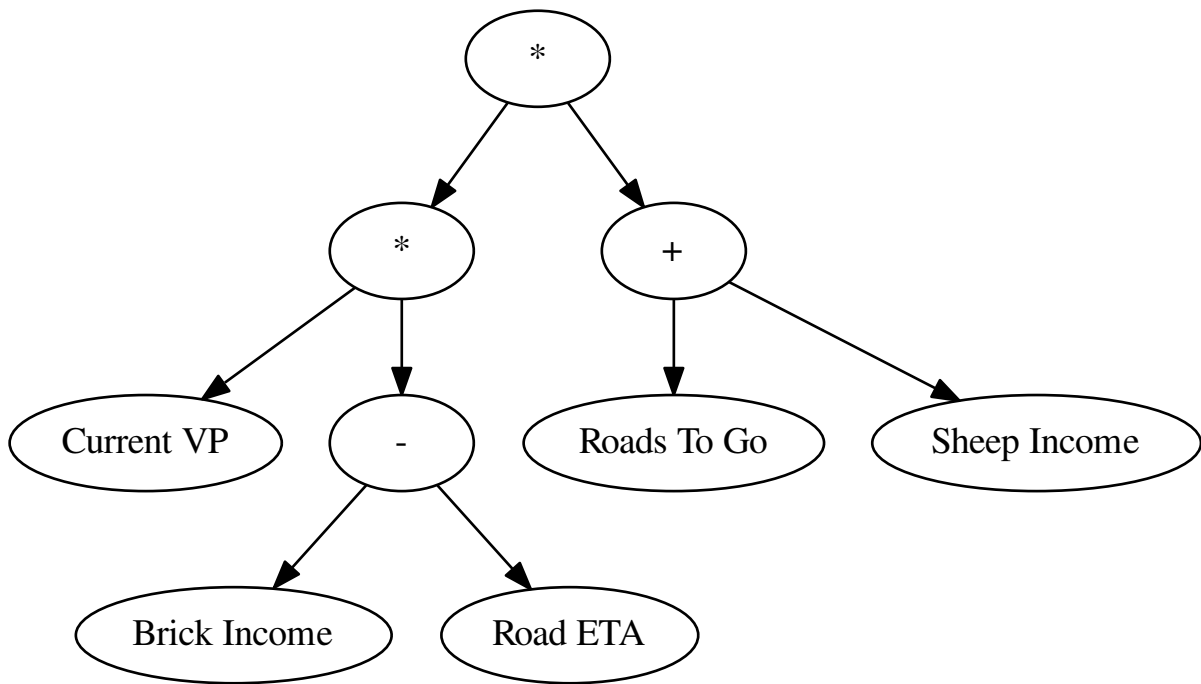 *
*
+
Current VP
-
Roads To Go
Sheep Income
Brick Income
Road ETA